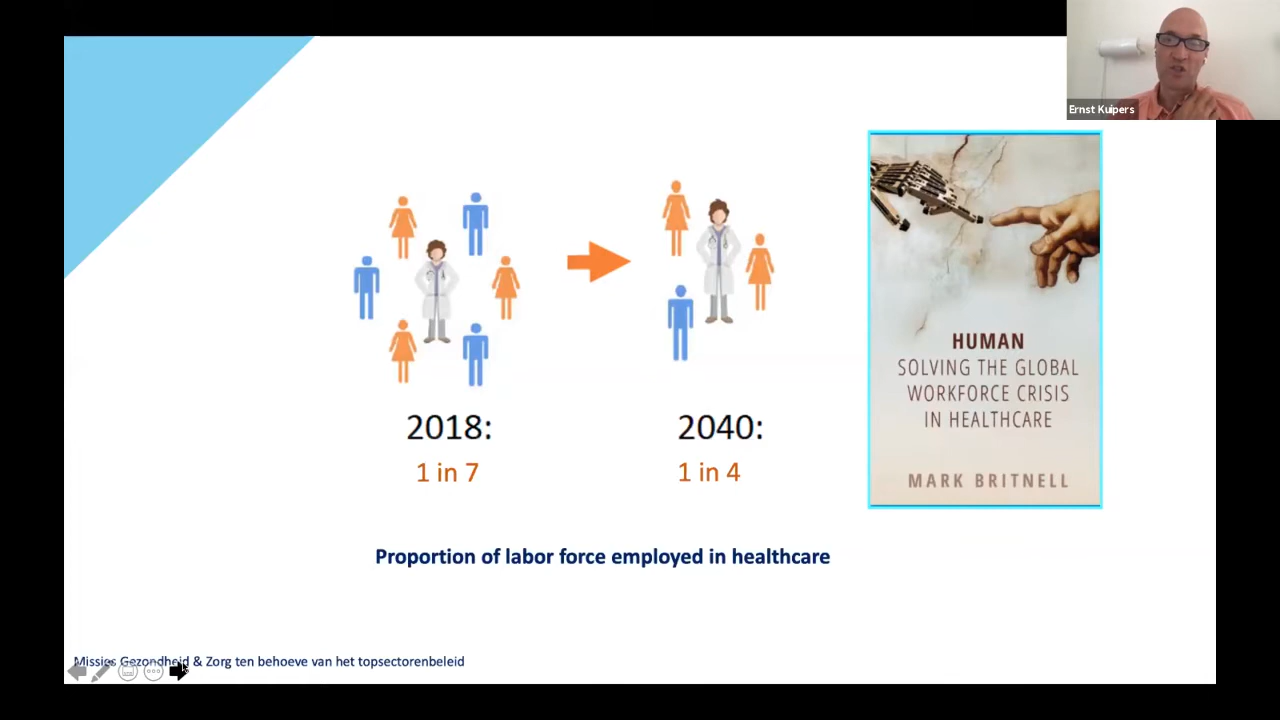 Ernst Kuipers
HUMAN
SOLVING THE GLOBAL
WORKFORCE CRISIS
IN HEALTHCARE
MARK BRITNELL
2018:
1 in 7
2040:
1 in 4
Proportion of labor force employed in healthcare
Missies Gezondheid & Zorg ten behoeve van het topsectorenbeleid